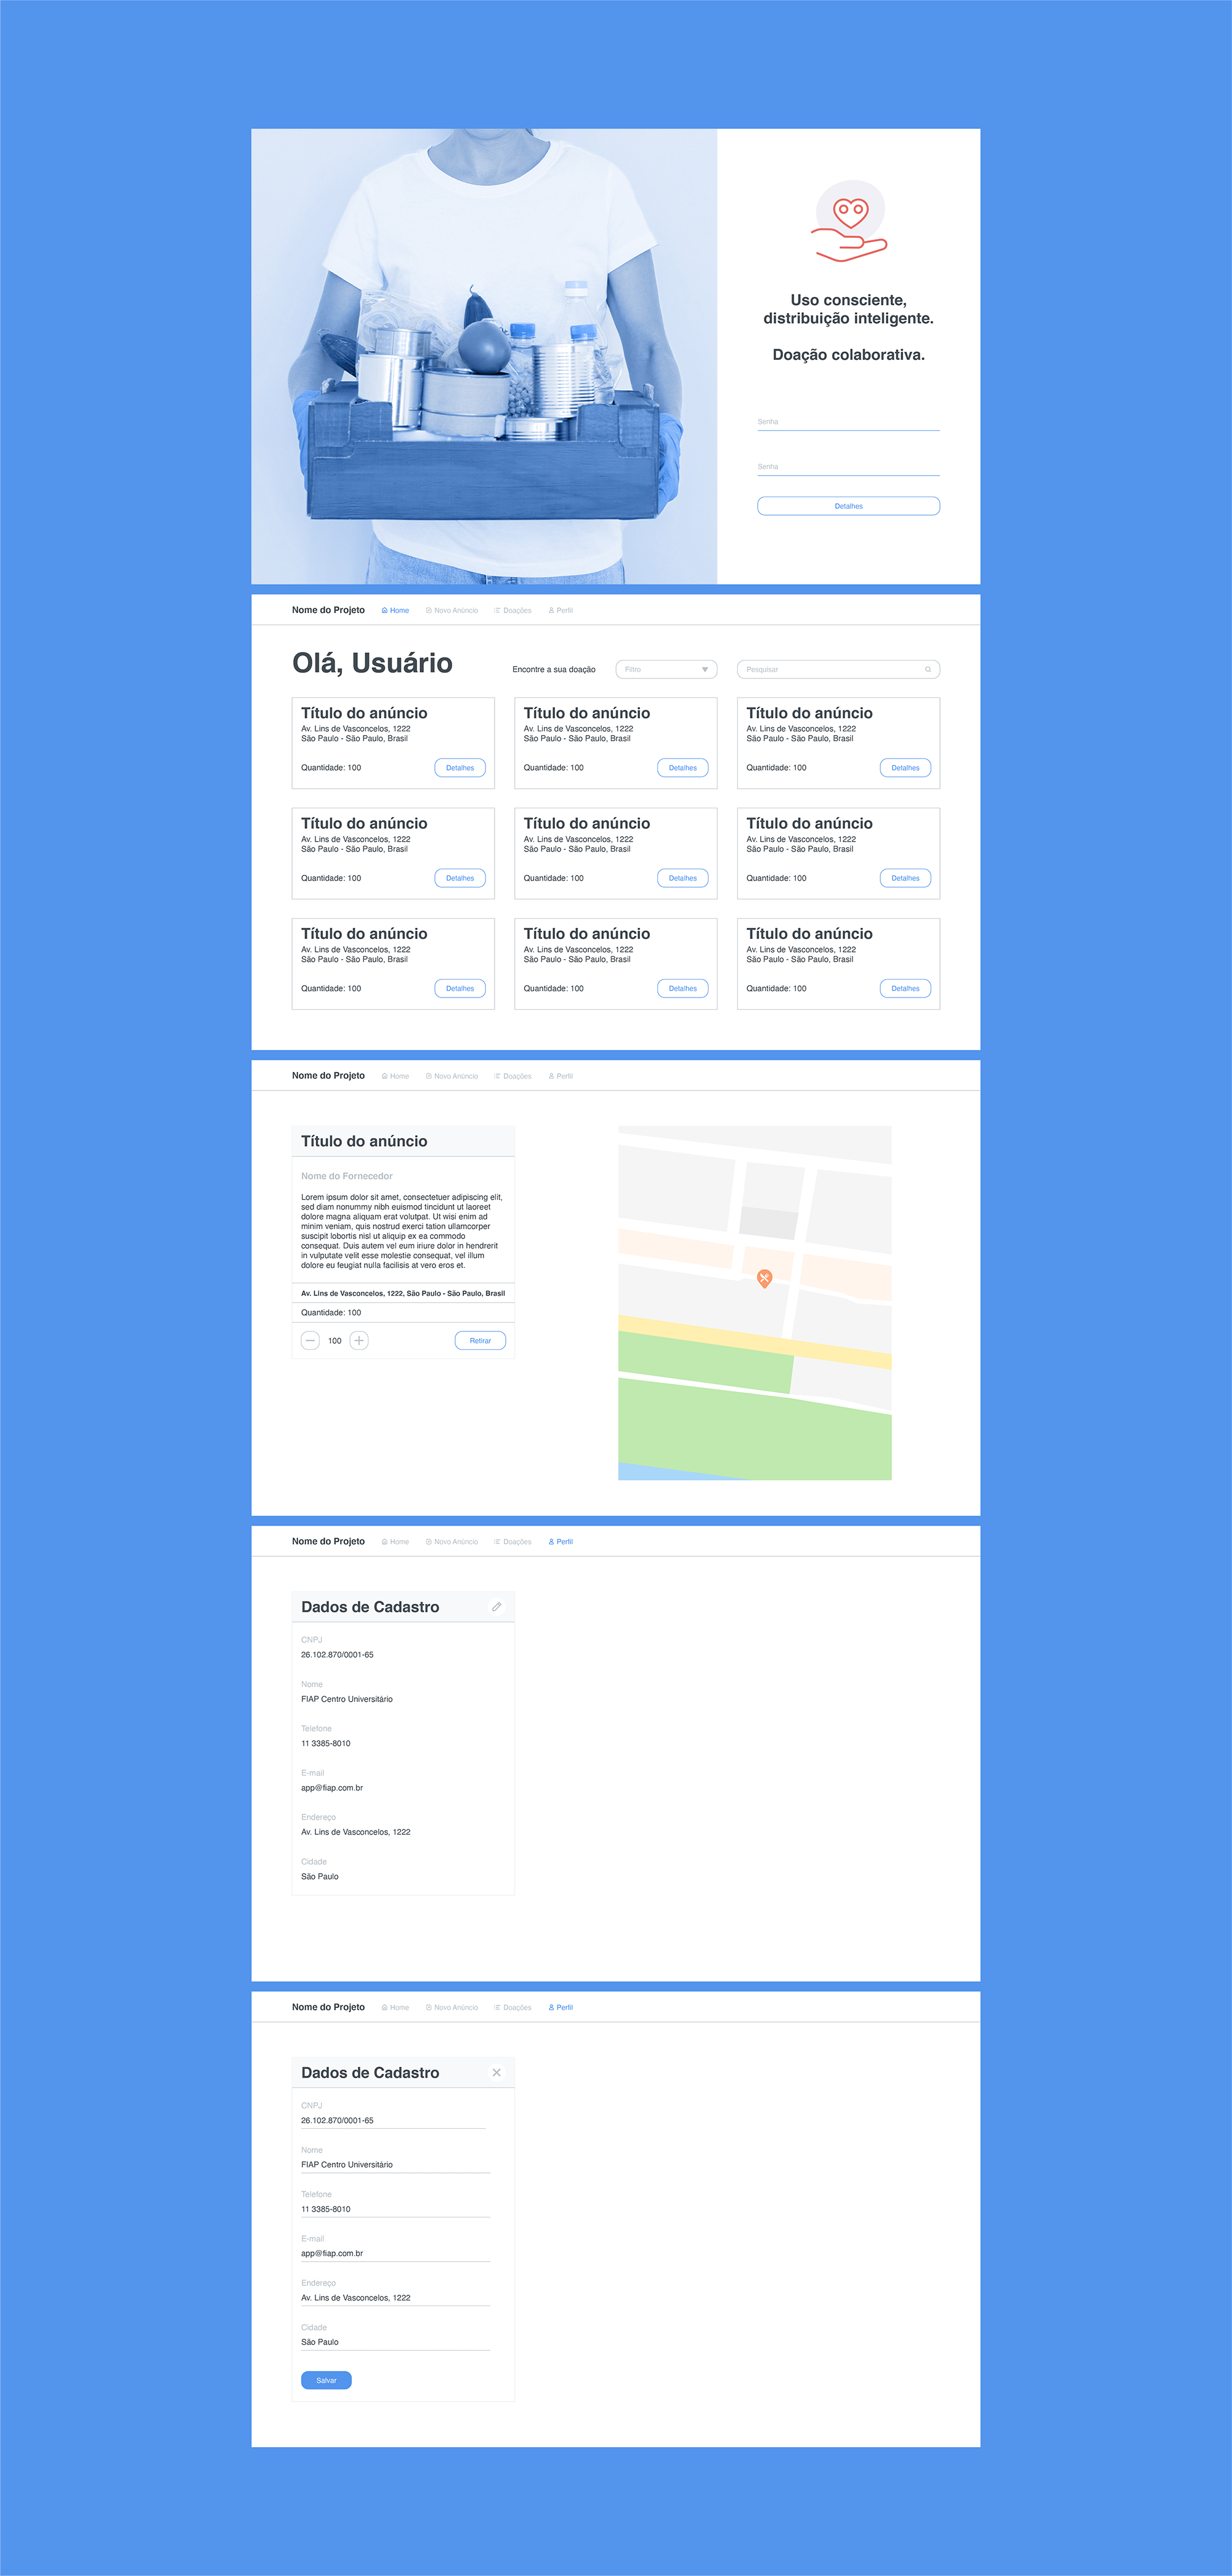 Uso consciente,
distribuição inteligente.
Doação colaborativa.
Senha
Senha
Detalhes
Nome do Projeto Home Novo Anúncio Doações Perfil
Olá, Usuário Encontre a sua doação Filtro Pesquisar
Título do anúncio
Av. Lins de Vasconcelos, 1222
São Paulo - São Paulo, Brasil
Quantidade: 100 Detalhes
Título do anúncio
Av. Lins de Vasconcelos, 1222
São Paulo - São Paulo, Brasil
Quantidade: 100 Detalhes
Título do anúncio
Av. Lins de Vasconcelos, 1222
São Paulo - São Paulo, Brasil
Quantidade: 100 Detalhes
Título do anúncio
Av. Lins de Vasconcelos, 1222
São Paulo - São Paulo, Brasil
Quantidade: 100 Detalhes
Título do anúncio
Av. Lins de Vasconcelos, 1222
São Paulo - São Paulo, Brasil
Quantidade: 100 Detalhes
Título do anúncio
Av. Lins de Vasconcelos, 1222
São Paulo - São Paulo, Brasil
Quantidade: 100 Detalhes
Título do anúncio
Av. Lins de Vasconcelos, 1222
São Paulo - São Paulo, Brasil
Quantidade: 100 Detalhes
Título do anúncio
Av. Lins de Vasconcelos, 1222
São Paulo - São Paulo, Brasil
Quantidade: 100 Detalhes
Título do anúncio
Av. Lins de Vasconcelos, 1222
São Paulo - São Paulo, Brasil
Quantidade: 100 Detalhes
Nome do Projeto Home Novo Anúncio Doações Perfil
Título do anúncio
Nome do Fornecedor
Lorem ipsum dolor sit amet, consectetuer adipiscing elit,
sed diam nonummy nibh euismod tincidunt ut laoreet
dolore magna aliquam erat volutpat. Ut wisi enim ad
minim veniam, quis nostrud exerci tation ullamcorper
suscipit lobortis nisl ut aliquip ex ea commodo
consequat. Duis autem vel eum iriure dolor in hendrerit
in vulputate velit esse molestie consequat, vel illum
dolore eu feugiat nulla facilisis at vero eros et.
Av. Lins de Vasconcelos, 1222, São Paulo - São Paulo, Brasil
Quantidade: 100
100 Retirar
Nome do Projeto Home Novo Anúncio Doações Perfil
Dados de Cadastro
CNPJ
26.102.870/0001-65
Nome
FIAP Centro Universitário
Telefone
11 3385-8010
E-mail
app@fiap.com.br
Endereço
Av. Lins de Vasconcelos, 1222
Cidade
São Paulo
Nome do Projeto Home Novo Anúncio Doações Perfil
Dados de Cadastro
CNPJ
26.102.870/0001-65
Nome
FIAP Centro Universitário
Telefone
11 3385-8010
E-mail
app@fiap.com.br
Endereço
Av. Lins de Vasconcelos, 1222
Cidade
São Paulo
Salvar